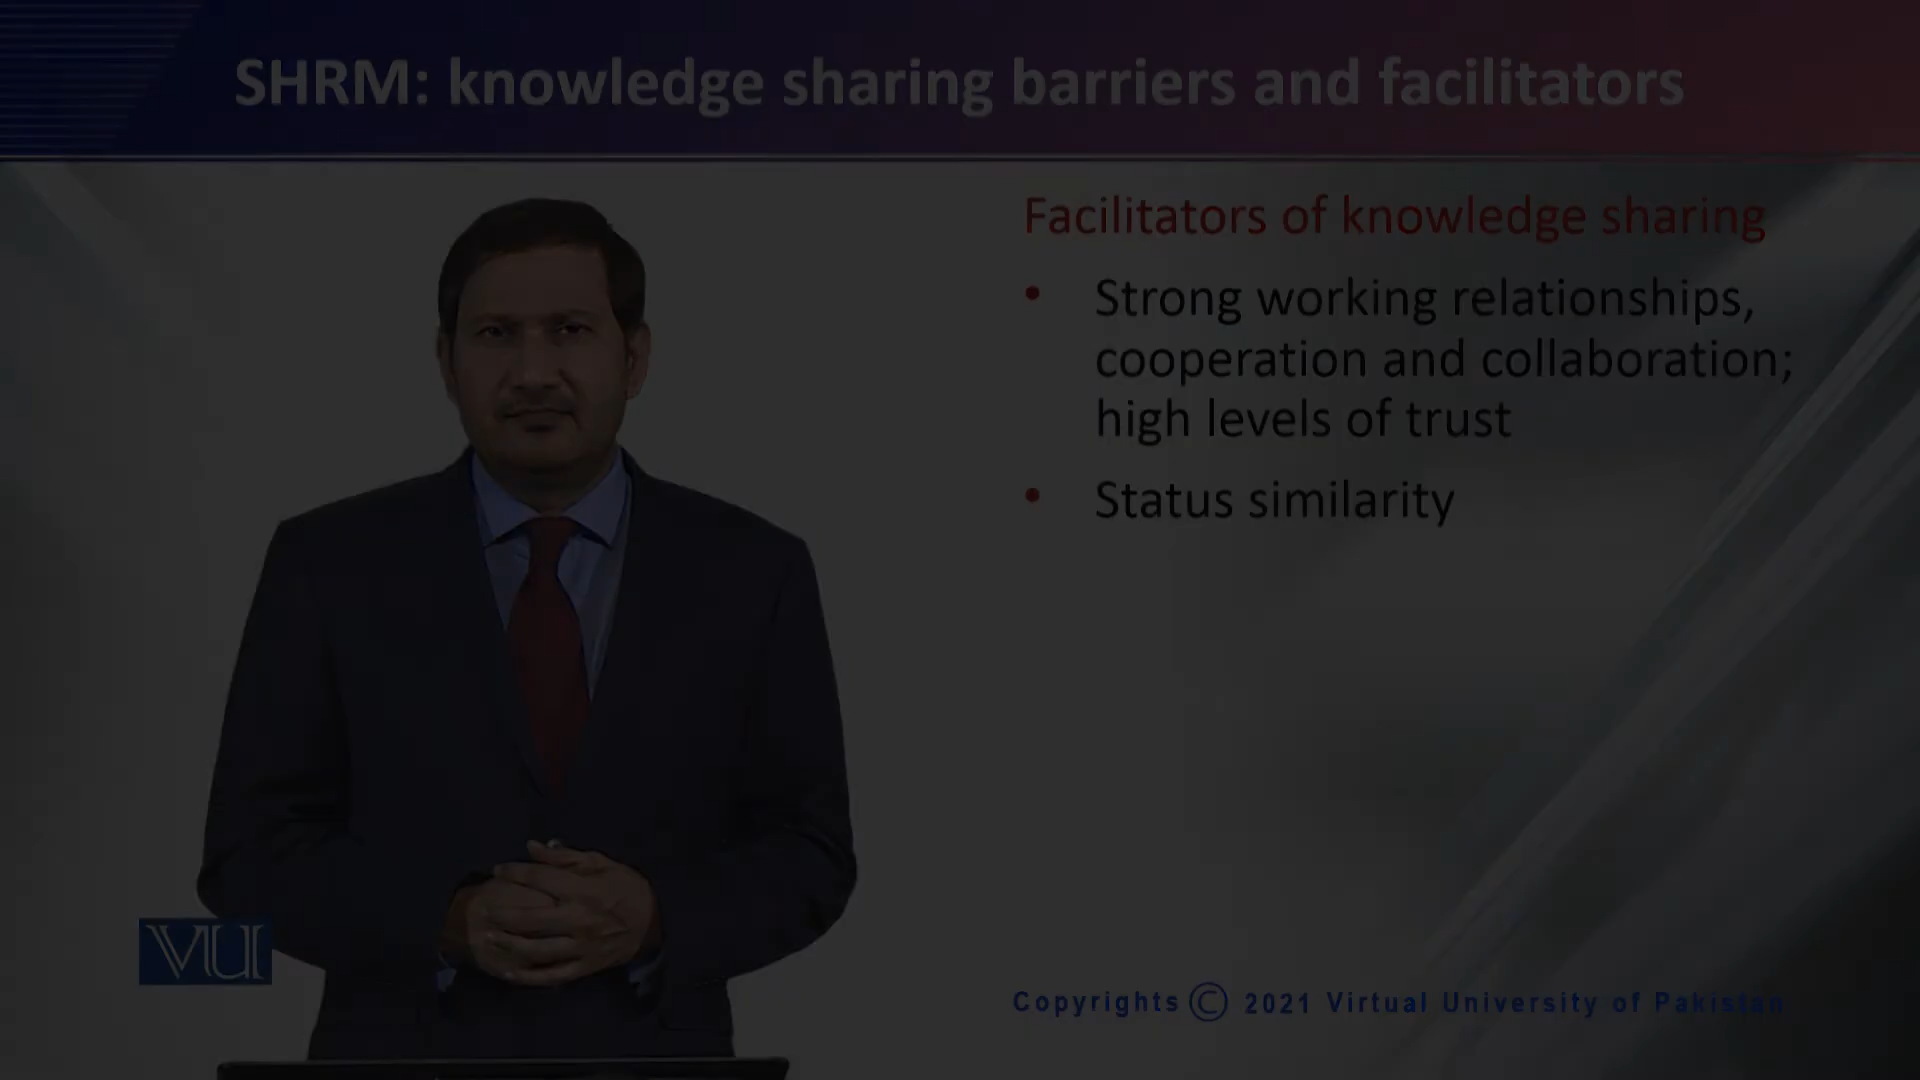 SHRM: knowledge sharing barriers and facilitators
Facilitators of knowledge sharing
• Strong working relationships,
cooperation and collaboration;
high levels of trust
• Status similarity
VU
Copyrights © 2021 Virtual University of Pakistan